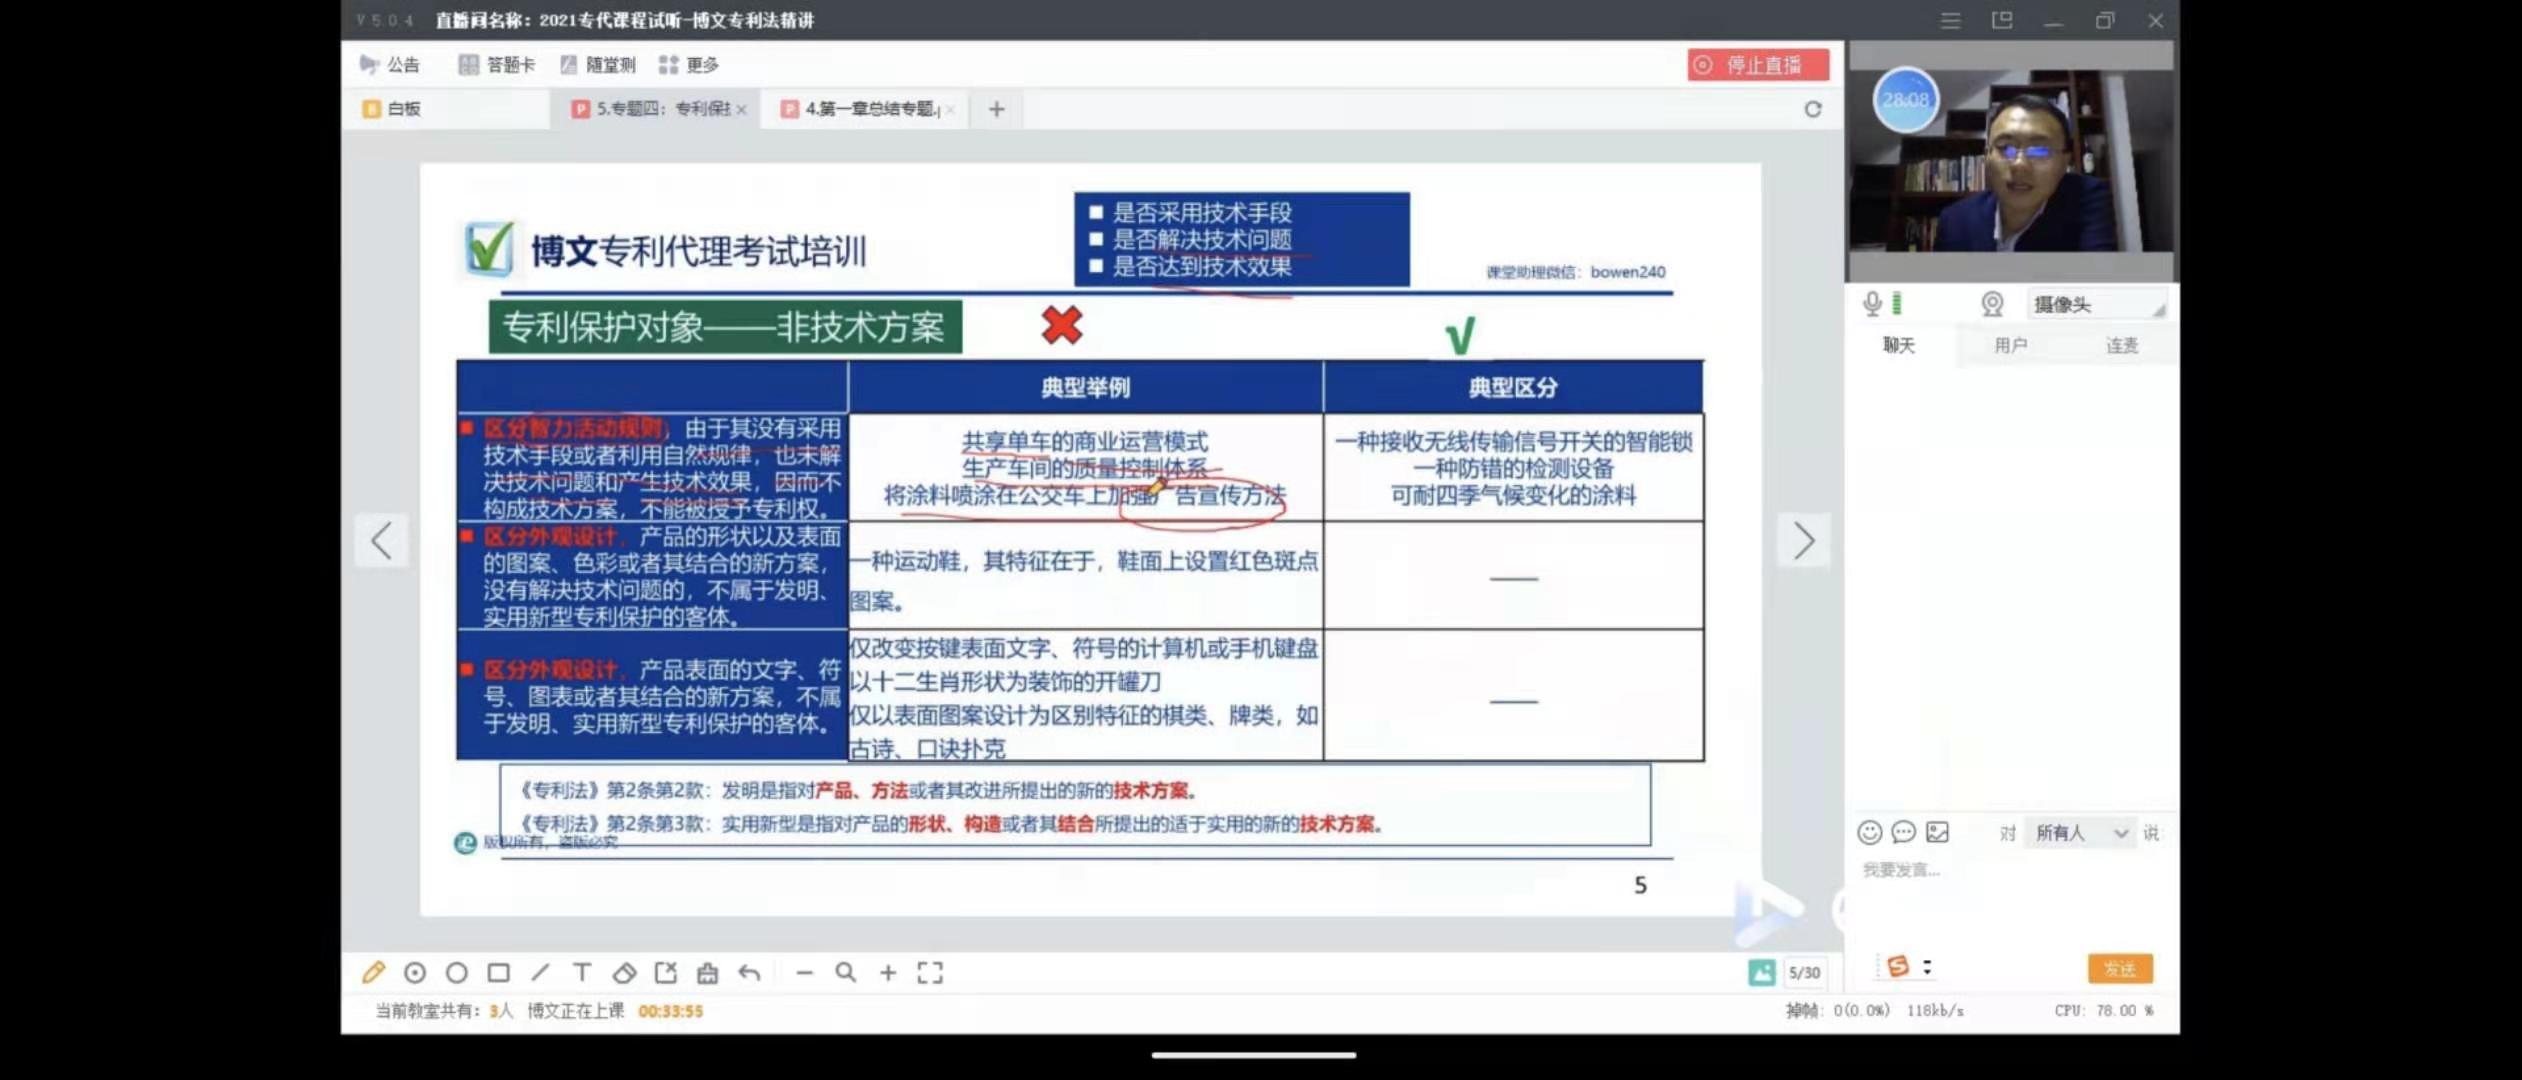 V 5.0.4 直播间名称：2021专代课程试听-博文专利法精讲
公告 答题卡 随堂测 更多
停止直播
白板 5.专题四：专利保 4.第一章总结专题.
28:08
博文专利代理考试培训
■ 是否采用技术手段
■ 是否解决技术问题
■ 是否达到技术效果
课堂助理微信：bowen240
专利保护对象——非技术方案
典型举例 典型区分
■ 区分智力活动规则，由于其没有采用
技术手段或者利用自然规律，也未解
决技术问题和产生技术效果，因而不
构成技术方案，不能被授予专利权。
共享单车的商业运营模式
生产车间的质量控制体系
将涂料喷涂在公交车上加强广告宣传方法
一种接收无线传输信号开关的智能锁
一种防错的检测设备
可耐四季气候变化的涂料
■ 区分外观设计，产品的形状以及表面
的图案、色彩或者其结合的新方案，
没有解决技术问题的，不属于发明、
实用新型专利保护的客体。
一种运动鞋，其特征在于，鞋面上设置红色斑点
图案。
——
■ 区分外观设计，产品表面的文字、符
号、图表或者其结合的新方案，不属
于发明、实用新型专利保护的客体。
仅改变按键表面文字、符号的计算机或手机键盘
以十二生肖形状为装饰的开罐刀
仅以表面图案设计为区别特征的棋类、牌类，如
古诗、口诀扑克
——
《专利法》第2条第2款：发明是指对产品、方法或者其改进所提出的新的技术方案。
《专利法》第2条第3款：实用新型是指对产品的形状、构造或者其结合所提出的适于实用的新的技术方案。
版权所有，盗版必究
5
摄像头
聊天 用户 连麦
对 所有人 说:
我要发言...
发送
5/30
当前教室共有：3人 博文正在上课 00:33:55
掉帧：0(0.0%) 118kb/s CPU: 78.00 %